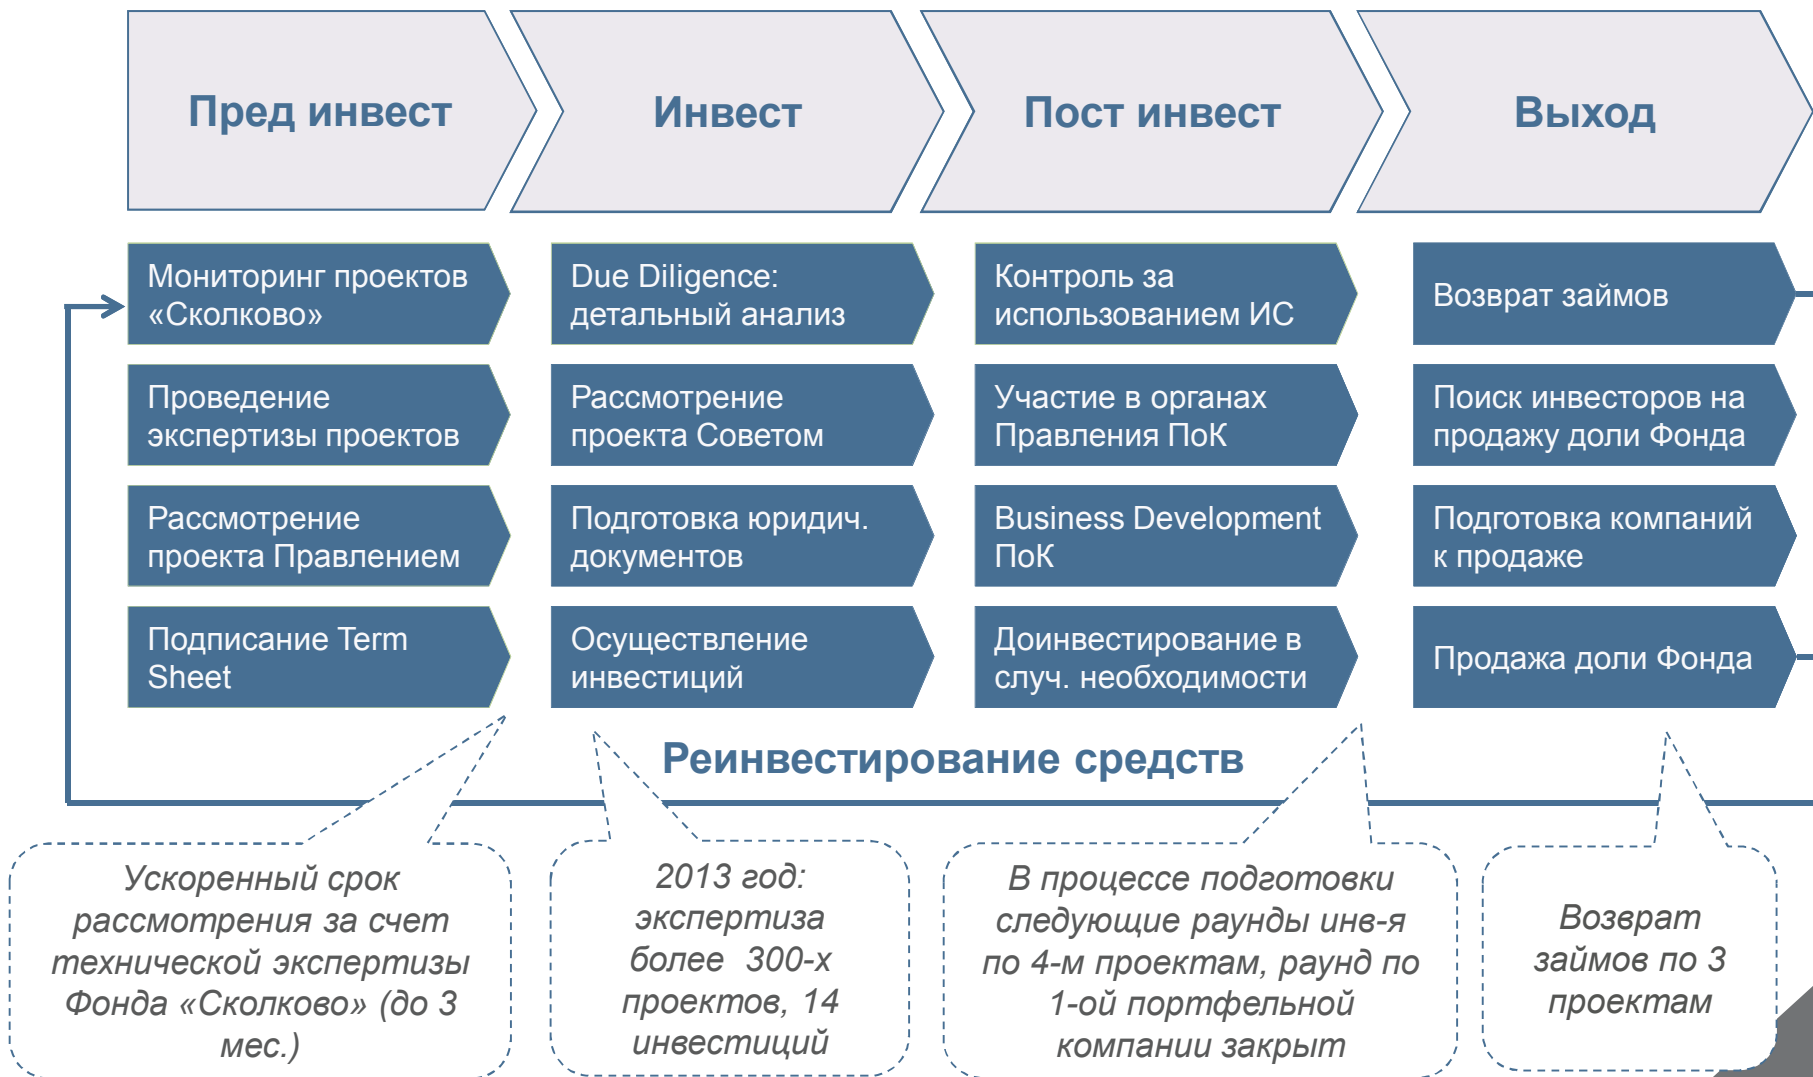 Пред инвест
Инвест
Пост инвест
Выход
Мониторинг проектов
«Сколково»
Due Diligence:
детальный анализ
Контроль за
использованием ИС
Возврат займов
Проведение
экспертизы проектов
Рассмотрение
проекта Советом
Участие в органах
Правления ПоК
Поиск инвесторов на
продажу доли Фонда
Рассмотрение
проекта Правлением
Подготовка юридич.
документов
Business Development
ПоК
Подготовка компаний
к продаже
Подписание Term
Sheet
Осуществление
инвестиций
Доинвестирование в
случ. необходимости
Продажа доли Фонда
Реинвестирование средств
Ускоренный срок
рассмотрения за счет
технической экспертизы
Фонда «Сколково» (до 3
мес.)
2013 год:
экспертиза
более 300-х
проектов, 14
инвестиций
В процессе подготовки
следующие раунды инв-я
по 4-м проектам, раунд по
1-ой портфельной
компании закрыт
Возврат
займов по 3
проектам